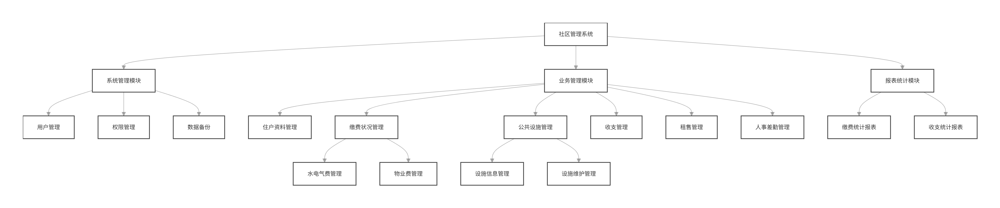 社区管理系统
系统管理模块
业务管理模块
报表统计模块
用户管理
权限管理
数据备份
住户资料管理
缴费状况管理
公共设施管理
收支管理
租售管理
人事差勤管理
缴费统计报表
收支统计报表
水电气费管理
物业费管理
设施信息管理
设施维护管理